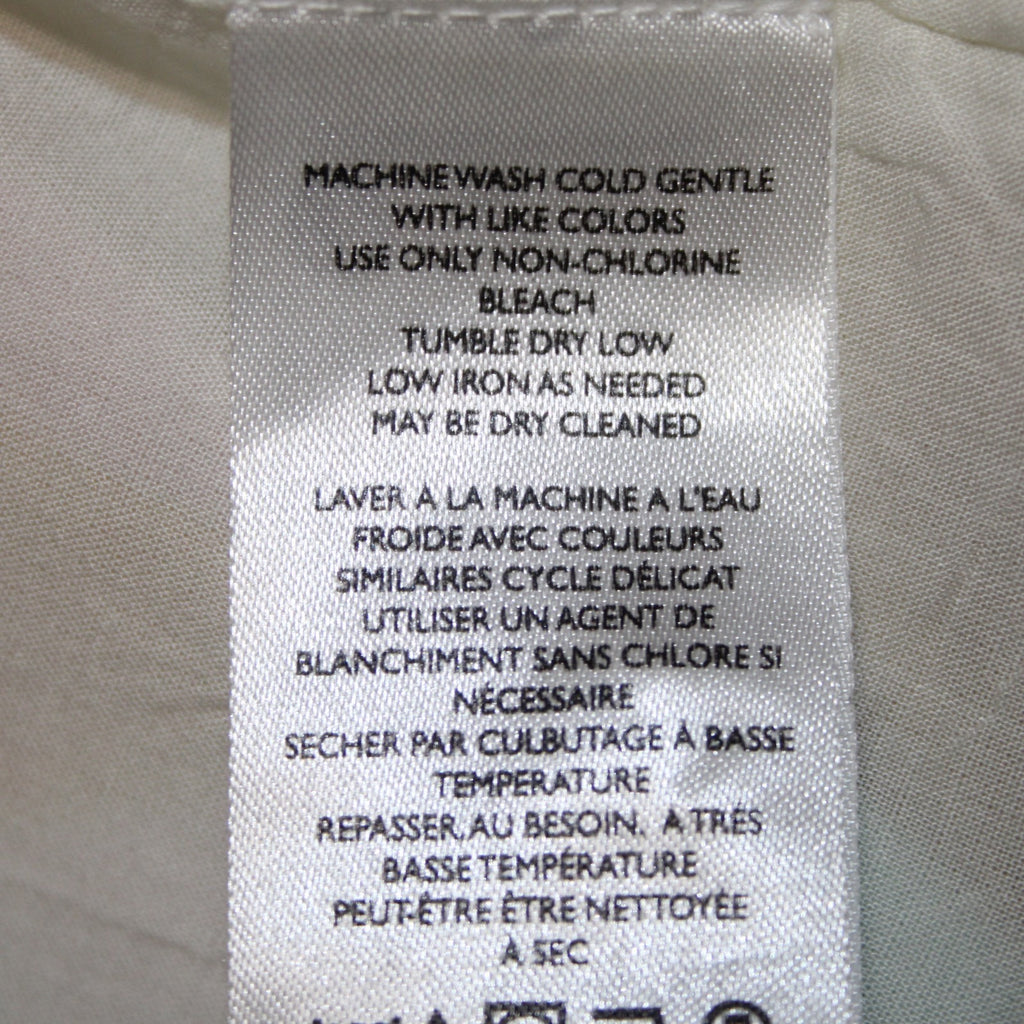 MACHINE WASH COLD GENTLE
WITH LIKE COLORS
USE ONLY NON-CHLORINE
BLEACH
TUMBLE DRY LOW
LOW IRON AS NEEDED
MAY BE DRY CLEANED
LAVER A LA MACHINE A L'EAU
FROIDE AVEC COULEURS
SIMILAIRES CYCLE DÉLICAT
UTILISER UN AGENT DE
BLANCHIMENT SANS CHLORE SI
NÉCESSAIRE
SECHER PAR CULBUTAGE À BASSE
TEMPERATURE
REPASSER, AU BESOIN, A TRÉS
BASSE TEMPÉRATURE
PEUT-ÊTRE ÊTRE NETTOYÉE
À SEC